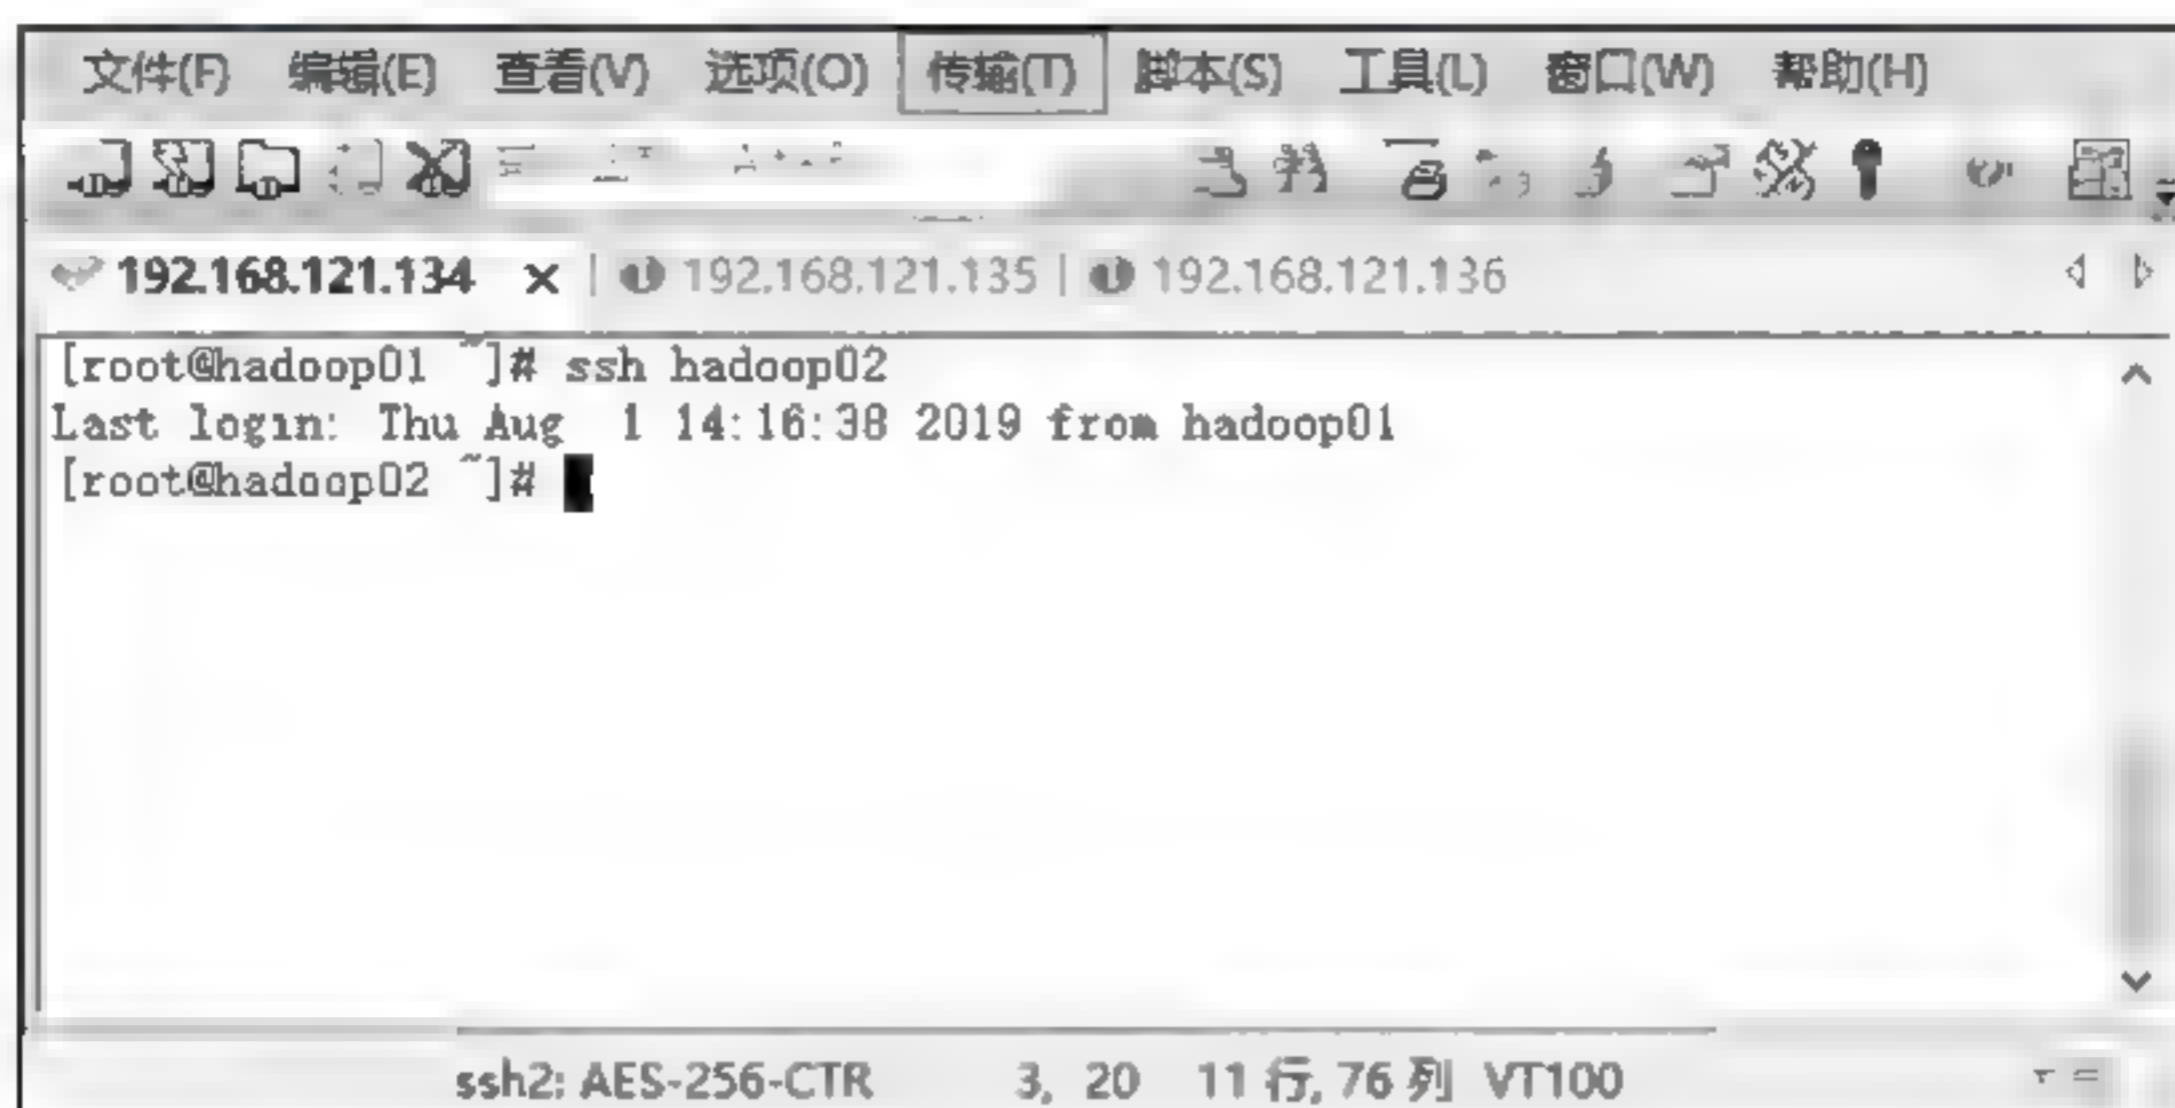 文件(F) 编辑(E) 查看(V) 选项(O) 传输(T) 脚本(S) 工具(L) 窗口(W) 帮助(H)
192.168.121.134 × | 192.168.121.135 | 192.168.121.136
[root@hadoop01 ~]# ssh hadoop02
Last login: Thu Aug  1 14:16:38 2019 from hadoop01
[root@hadoop02 ~]#
ssh2: AES-256-CTR 3, 20 11 行, 76 列 VT100